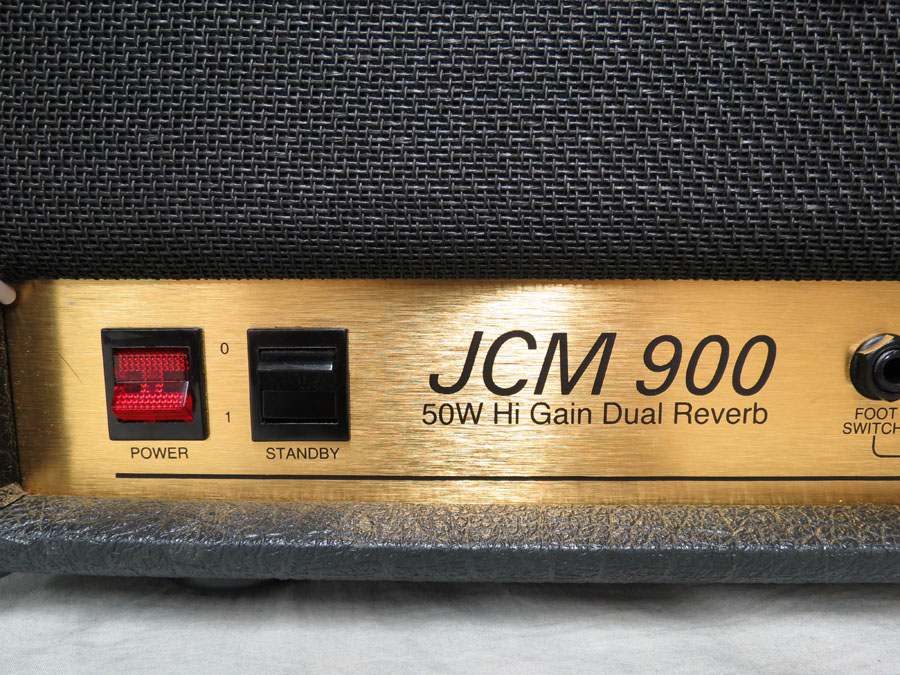 0
1
POWER
STANDBY
JCM 900
50W Hi Gain Dual Reverb
FOOT
SWITCH